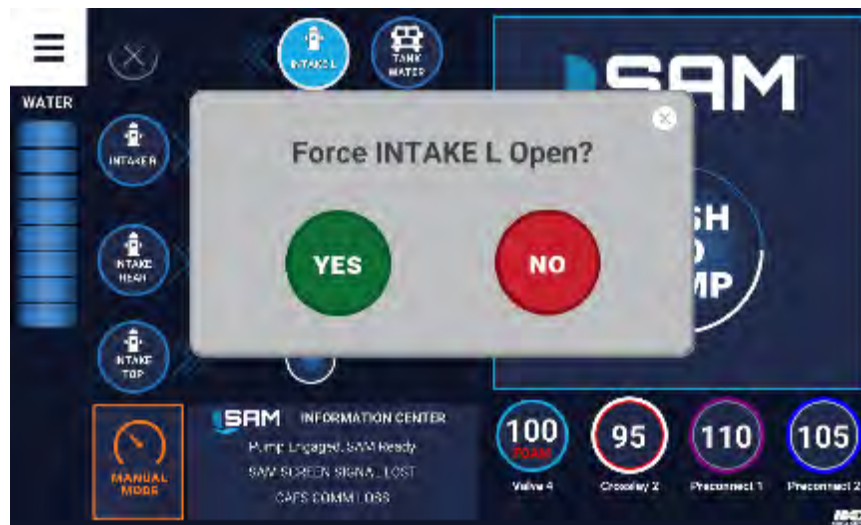 INTAKE L
TANK
WATER
SAM
WATER
Force INTAKE L Open?
INTAKE R
YES
NO
SH
INTAKE
REAR
INTAKE
TOP
SAM INFORMATION CENTER
Pump Engaged, SAM Ready
SAM SCREEN SIGNAL LOST
CAFS COMM LOSS
MANUAL
MODE
100
FOAM
95
110
105
Valve 4
Crosslay 2
Preconnect 1
Preconnect 2